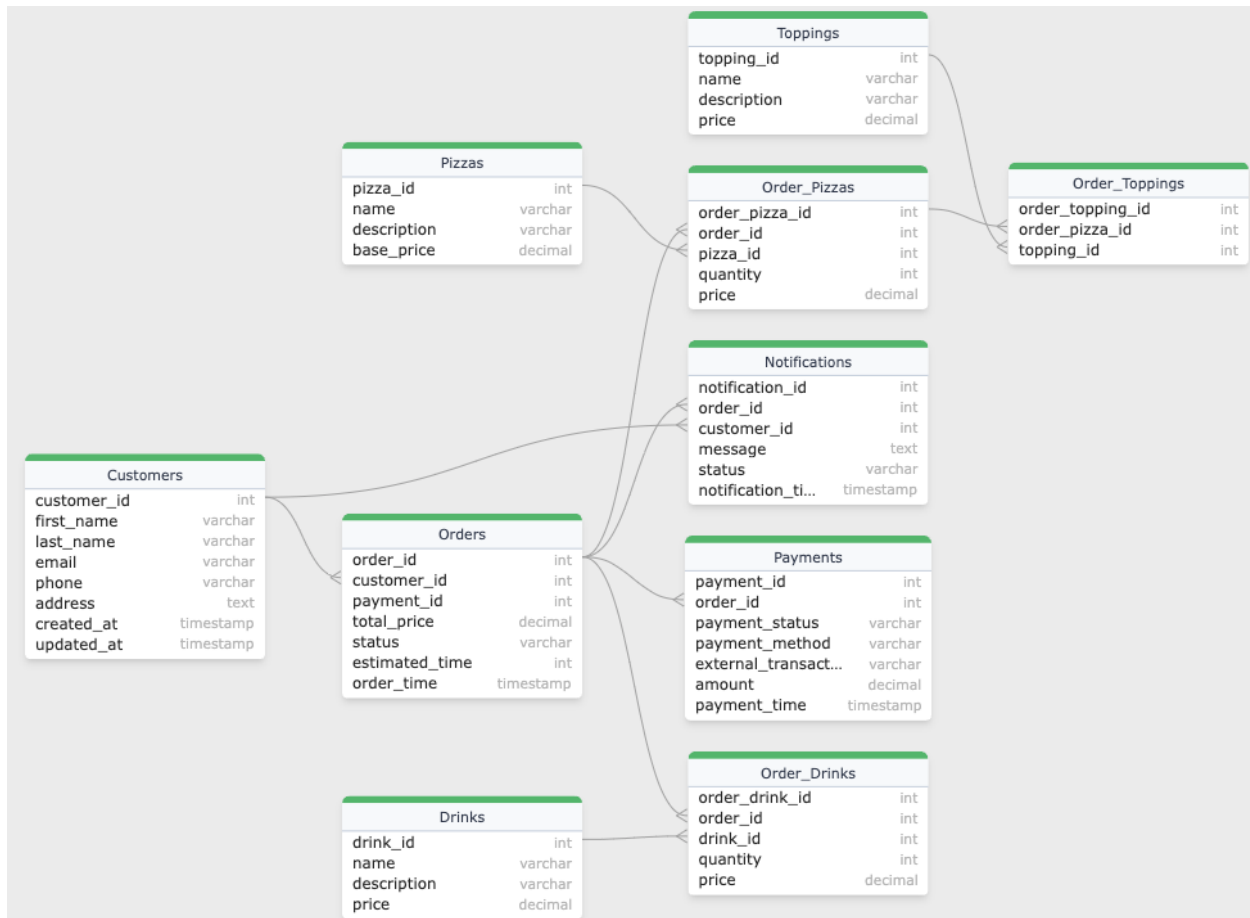 Toppings
topping_id int
name varchar
description varchar
price decimal
Pizzas
pizza_id int
name varchar
description varchar
base_price decimal
Order_Pizzas
order_pizza_id int
order_id int
pizza_id int
quantity int
price decimal
Order_Toppings
order_topping_id int
order_pizza_id int
topping_id int
Notifications
notification_id int
order_id int
customer_id int
message text
status varchar
notification_ti... timestamp
Customers
customer_id int
first_name varchar
last_name varchar
email varchar
phone varchar
address text
created_at timestamp
updated_at timestamp
Orders
order_id int
customer_id int
payment_id int
total_price decimal
status varchar
estimated_time int
order_time timestamp
Payments
payment_id int
order_id int
payment_status varchar
payment_method varchar
external_transact... varchar
amount decimal
payment_time timestamp
Drinks
drink_id int
name varchar
description varchar
price decimal
Order_Drinks
order_drink_id int
order_id int
drink_id int
quantity int
price decimal